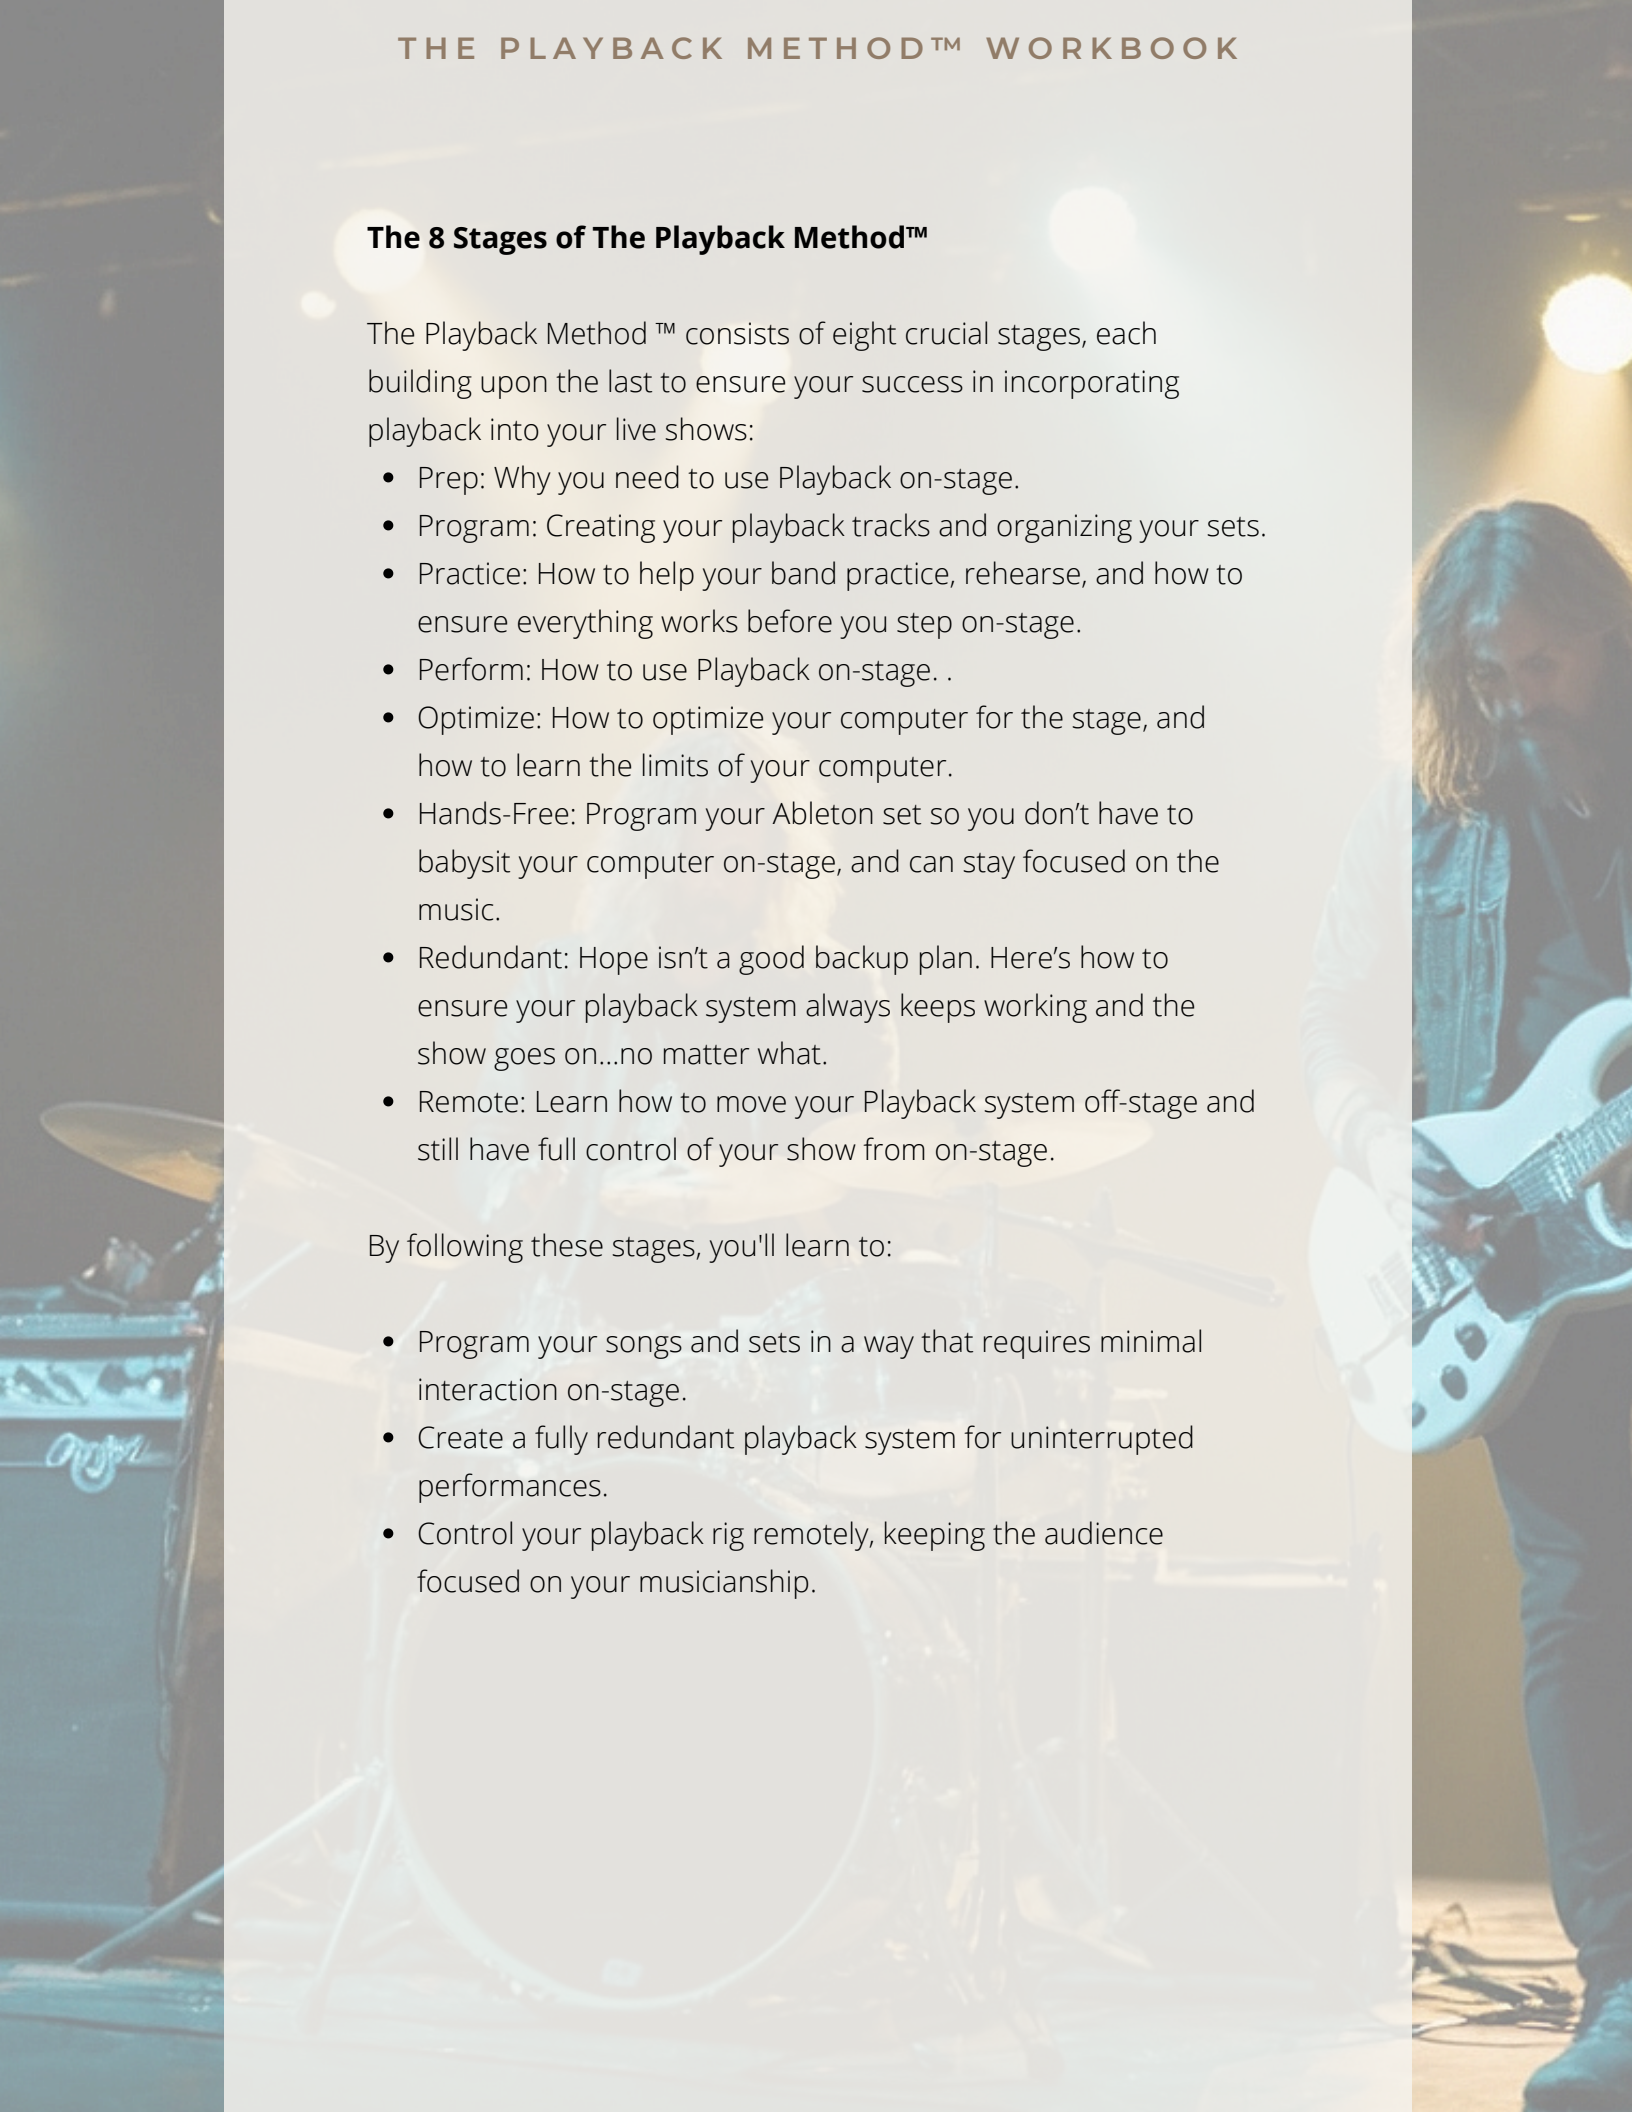 THE PLAYBACK METHOD™ WORKBOOK
The 8 Stages of The Playback Method™
The Playback Method ™ consists of eight crucial stages, each
building upon the last to ensure your success in incorporating
playback into your live shows:
• Prep: Why you need to use Playback on-stage.
• Program: Creating your playback tracks and organizing your sets.
• Practice: How to help your band practice, rehearse, and how to
ensure everything works before you step on-stage.
• Perform: How to use Playback on-stage. .
• Optimize: How to optimize your computer for the stage, and
how to learn the limits of your computer.
• Hands-Free: Program your Ableton set so you don’t have to
babysit your computer on-stage, and can stay focused on the
music.
• Redundant: Hope isn’t a good backup plan. Here’s how to
ensure your playback system always keeps working and the
show goes on...no matter what.
• Remote: Learn how to move your Playback system off-stage and
still have full control of your show from on-stage.
By following these stages, you'll learn to:
• Program your songs and sets in a way that requires minimal
interaction on-stage.
• Create a fully redundant playback system for uninterrupted
performances.
• Control your playback rig remotely, keeping the audience
focused on your musicianship.